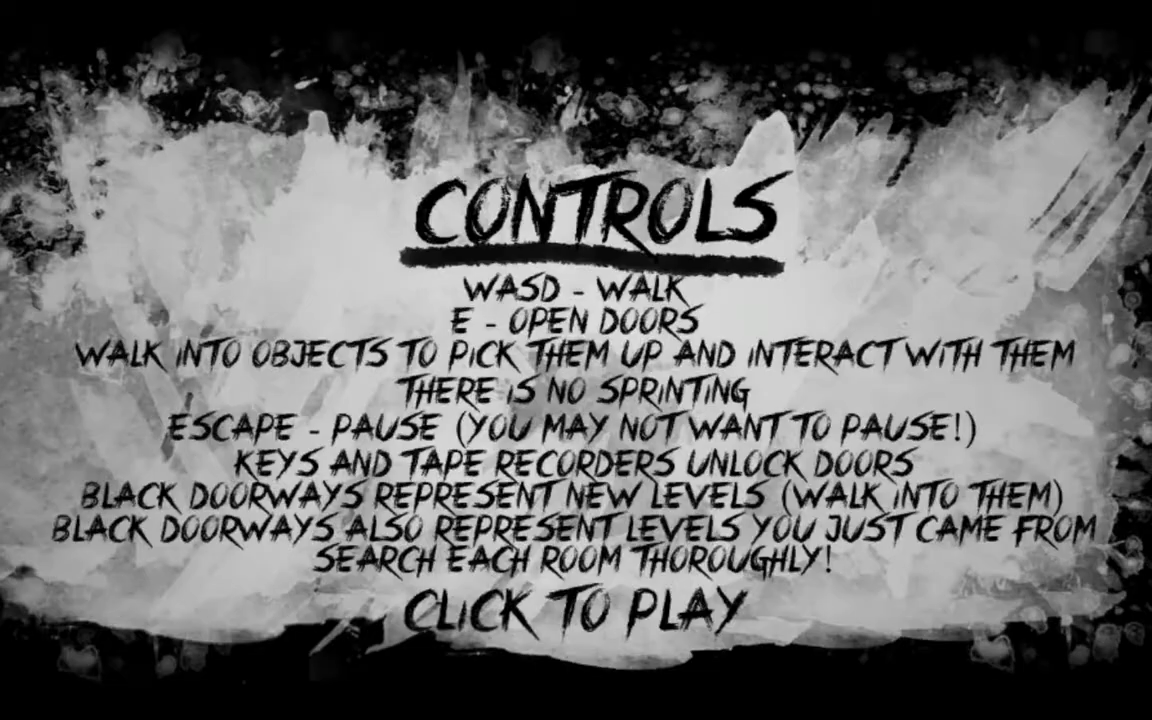 CONTROLS
WASD - WALK
E - OPEN DOORS
WALK INTO OBJECTS TO PICK THEM UP AND INTERACT WITH THEM
THERE IS NO SPRINTING
ESCAPE - PAUSE (YOU MAY NOT WANT TO PAUSE!)
KEYS AND TAPE RECORDERS UNLOCK DOORS
BLACK DOORWAYS REPRESENT NEW LEVELS (WALK INTO THEM)
BLACK DOORWAYS ALSO REPRESENT LEVELS YOU JUST CAME FROM
SEARCH EACH ROOM THOROUGHLY!
CLICK TO PLAY